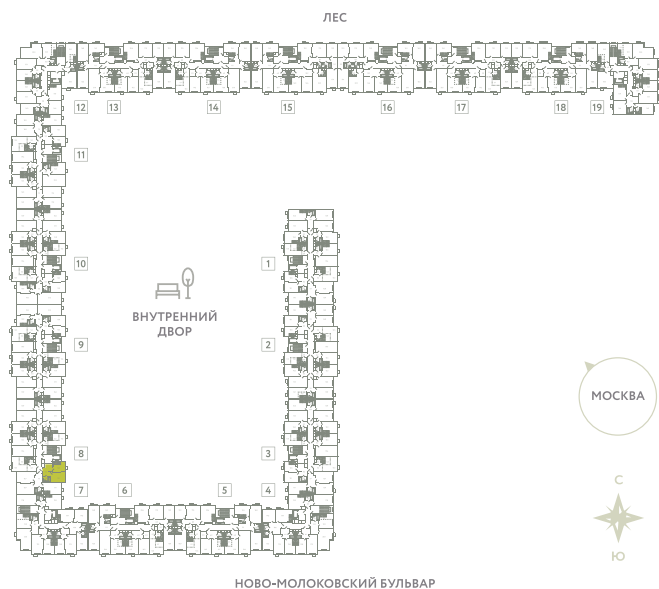 ЛЕС
12 13 14 15 16 17 18 19
11
10 1
ВНУТРЕННИЙ
ДВОР
9 2
МОСКВА
8 3
7 6 5 4
С
Ю
НОВО-МОЛОКОВСКИЙ БУЛЬВАР